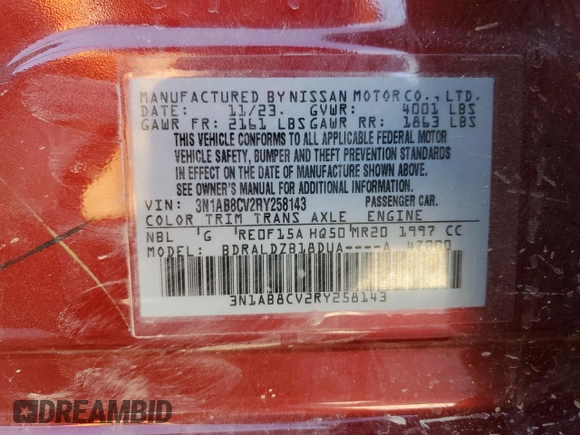 MANUFACTURED BY NISSAN MOTOR CO., LTD.
DATE: 11/23. GVWR: 4001 LBS
GAWR FR: 2161 LBS GAWR RR: 1863 LBS
THIS VEHICLE CONFORMS TO ALL APPLICABLE FEDERAL MOTOR
VEHICLE SAFETY, BUMPER AND THEFT PREVENTION STANDARDS
IN EFFECT ON THE DATE OF MANUFACTURE SHOWN ABOVE.
SEE OWNER'S MANUAL FOR ADDITIONAL INFORMATION.
VIN: 3N1AB8CV2RY258143 PASSENGER CAR.
COLOR TRIM TRANS AXLE ENGINE
NBL G RE0F15A HQ50 MR20 1997 CC
MODEL: BDRALDZB18DUA----A
3N1AB8CV2RY258143
DREAMBID